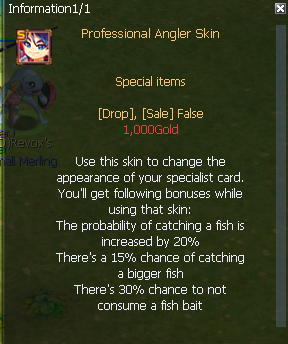 Information1/1
Professional Angler Skin
Special items
[Drop], [Sale] False
1,000Gold
Use this skin to change the
appearance of your specialist card.
You'll get following bonuses while
using that skin:
The probability of catching a fish is
increased by 20%
There's a 15% chance of catching
a bigger fish
There's 30% chance to not
consume a fish bait